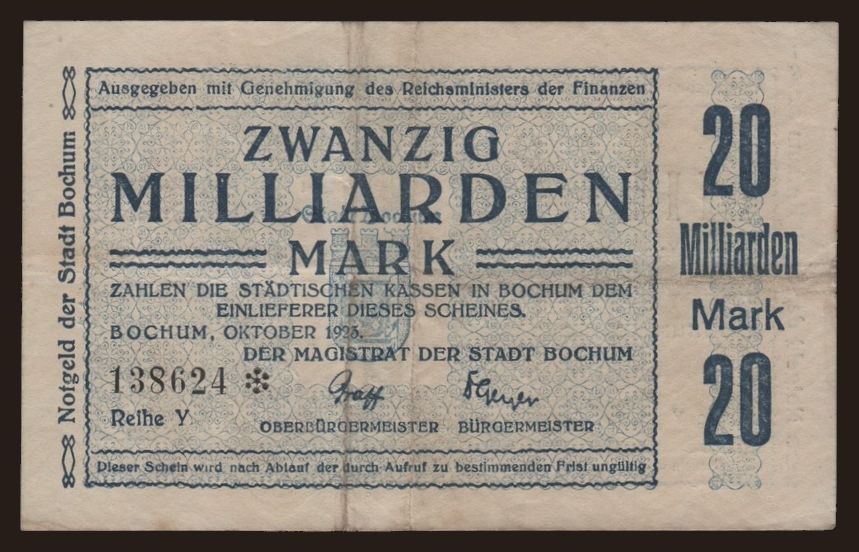 Notgeld der Stadt Bochum
Ausgegeben mit Genehmigung des Reichsministers der Finanzen
ZWANZIG
MILLIARDEN
MARK
ZAHLEN DIE STÄDTISCHEN KASSEN IN BOCHUM DEM
EINLIEFERER DIESES SCHEINES.
BOCHUM, OKTOBER 1923.
DER MAGISTRAT DER STADT BOCHUM
138624 *
Reihe Y
OBERBÜRGERMEISTER BÜRGERMEISTER
Dieser Schein wird nach Ablauf der durch Aufruf zu bestimmenden Frist ungültig
20
Milliarden
Mark
20